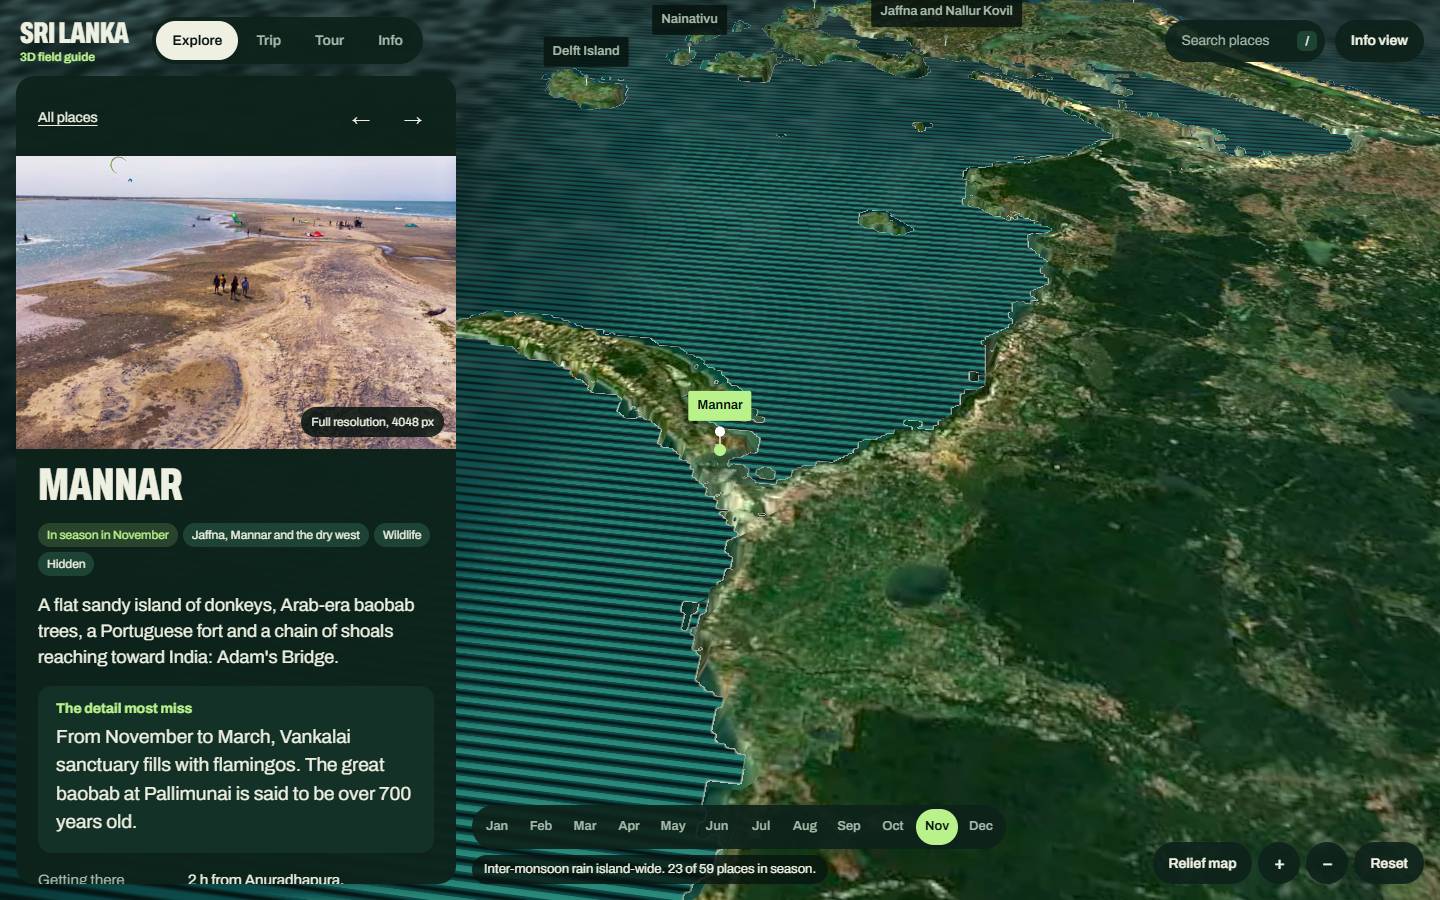 SRI LANKA
3D field guide
Explore
Trip
Tour
Info
Search places
/
Info view
Nainativu
Jaffna and Nallur Kovil
Delft Island
All places
← →
Full resolution, 4048 px
Mannar
MANNAR
In season in November
Jaffna, Mannar and the dry west
Wildlife
Hidden
A flat sandy island of donkeys, Arab-era baobab
trees, a Portuguese fort and a chain of shoals
reaching toward India: Adam's Bridge.
The detail most miss
From November to March, Vankalai
sanctuary fills with flamingos. The great
baobab at Pallimunai is said to be over 700
years old.
Getting there
2 h from Anuradhapura.
Jan Feb Mar Apr May Jun Jul Aug Sep Oct Nov Dec
Inter-monsoon rain island-wide. 23 of 59 places in season.
Relief map
+
−
Reset